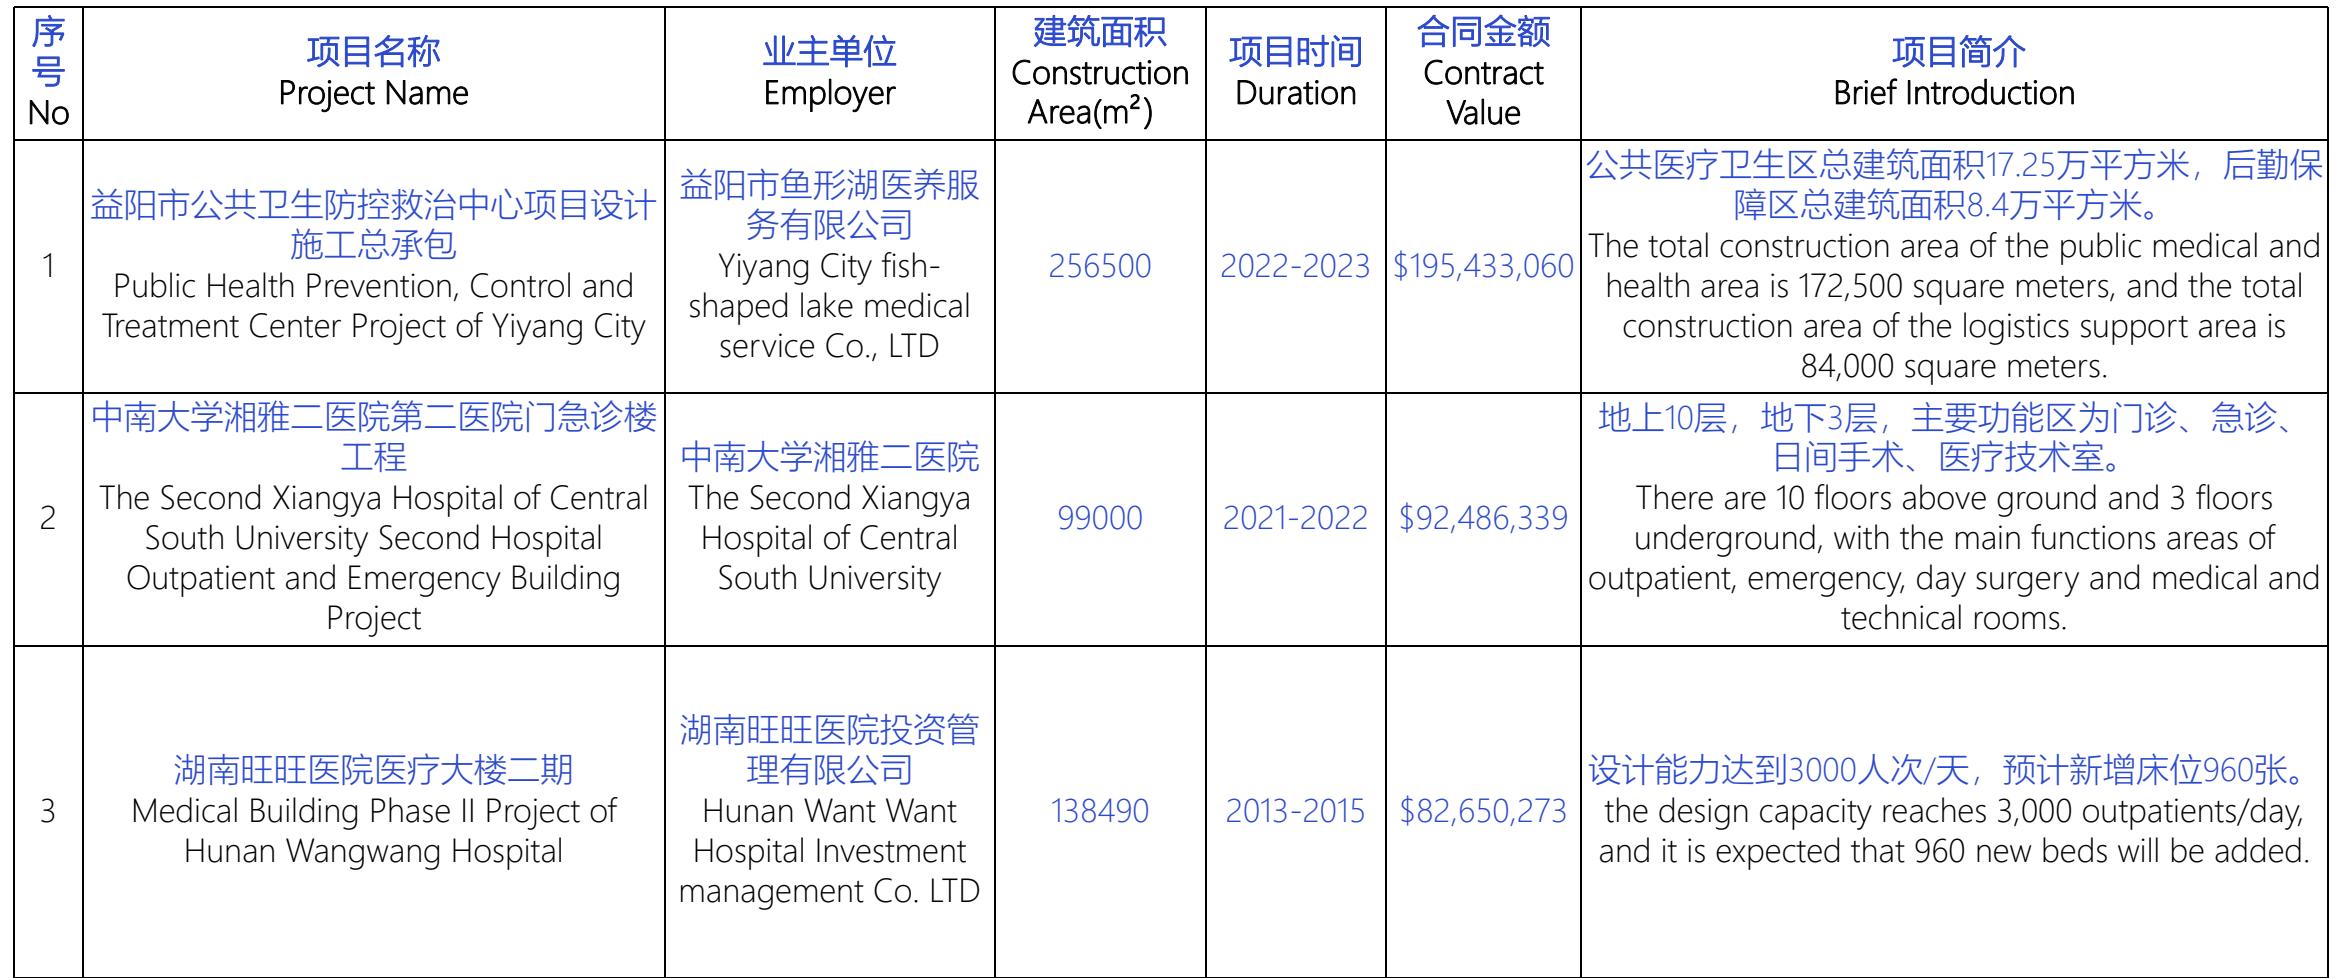 序
号
No
项目名称
Project Name
业主单位
Employer
建筑面积
Construction
Area(m²)
项目时间
Duration
合同金额
Contract
Value
项目简介
Brief Introduction
1
益阳市公共卫生防控救治中心项目设计
施工总承包
Public Health Prevention, Control and
Treatment Center Project of Yiyang City
益阳市鱼形湖医养服
务有限公司
Yiyang City fish-
shaped lake medical
service Co., LTD
256500
2022-2023
$195,433,060
公共医疗卫生区总建筑面积17.25万平方米，后勤保
障区总建筑面积8.4万平方米。
The total construction area of the public medical and
health area is 172,500 square meters, and the total
construction area of the logistics support area is
84,000 square meters.
2
中南大学湘雅二医院第二医院门急诊楼
工程
The Second Xiangya Hospital of Central
South University Second Hospital
Outpatient and Emergency Building
Project
中南大学湘雅二医院
The Second Xiangya
Hospital of Central
South University
99000
2021-2022
$92,486,339
地上10层，地下3层，主要功能区为门诊、急诊、
日间手术、医疗技术室。
There are 10 floors above ground and 3 floors
underground, with the main functions areas of
outpatient, emergency, day surgery and medical and
technical rooms.
3
湖南旺旺医院医疗大楼二期
Medical Building Phase II Project of
Hunan Wangwang Hospital
湖南旺旺医院投资管
理有限公司
Hunan Want Want
Hospital Investment
management Co. LTD
138490
2013-2015
$82,650,273
设计能力达到3000人次/天，预计新增床位960张。
the design capacity reaches 3,000 outpatients/day,
and it is expected that 960 new beds will be added.